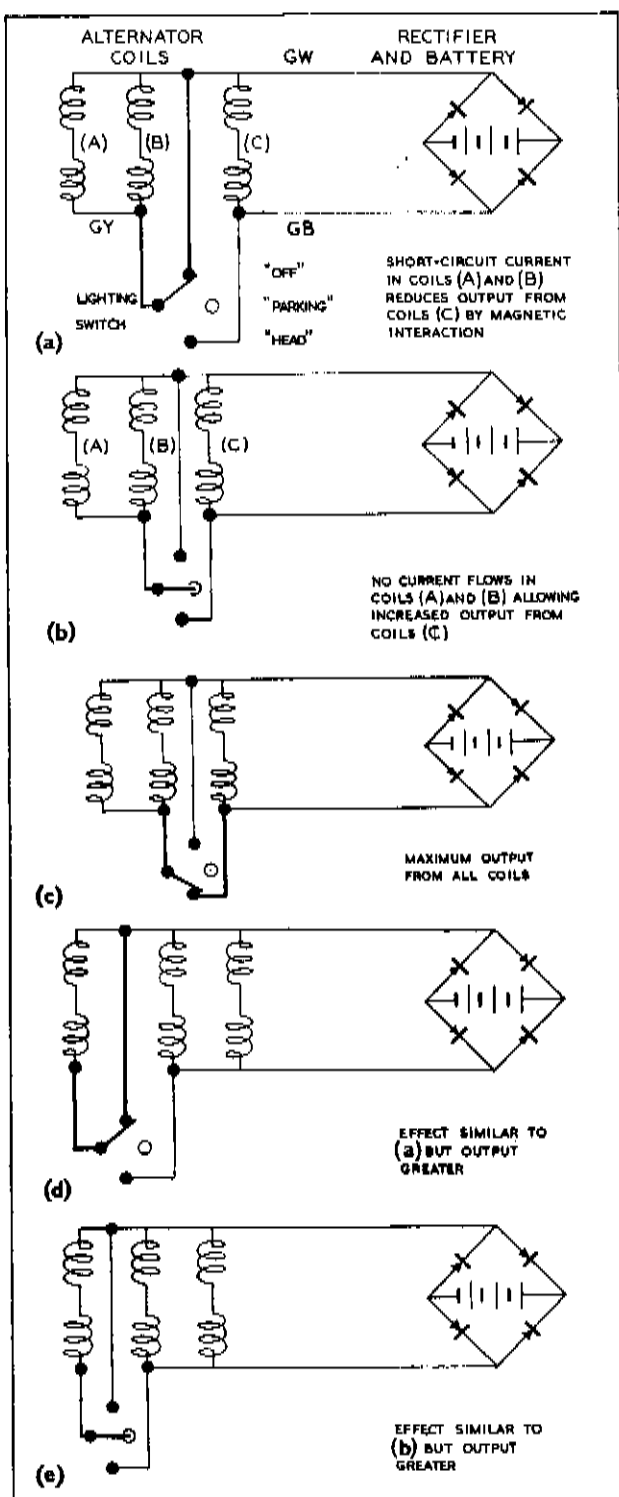 ALTERNATOR COILS
GW
RECTIFIER AND BATTERY
(A)
(B)
(C)
GY
GB
LIGHTING SWITCH
"OFF"
"PARKING"
"HEAD"
SHORT-CIRCUIT CURRENT
IN COILS (A) AND (B)
REDUCES OUTPUT FROM
COILS (C) BY MAGNETIC
INTERACTION
(a)
(A)
(B)
(C)
NO CURRENT FLOWS IN
COILS (A) AND (B) ALLOWING
INCREASED OUTPUT FROM
COILS (C)
(b)
MAXIMUM OUTPUT
FROM ALL COILS
(c)
EFFECT SIMILAR TO
(a) BUT OUTPUT
GREATER
(d)
EFFECT SIMILAR TO
(b) BUT OUTPUT
GREATER
(e)